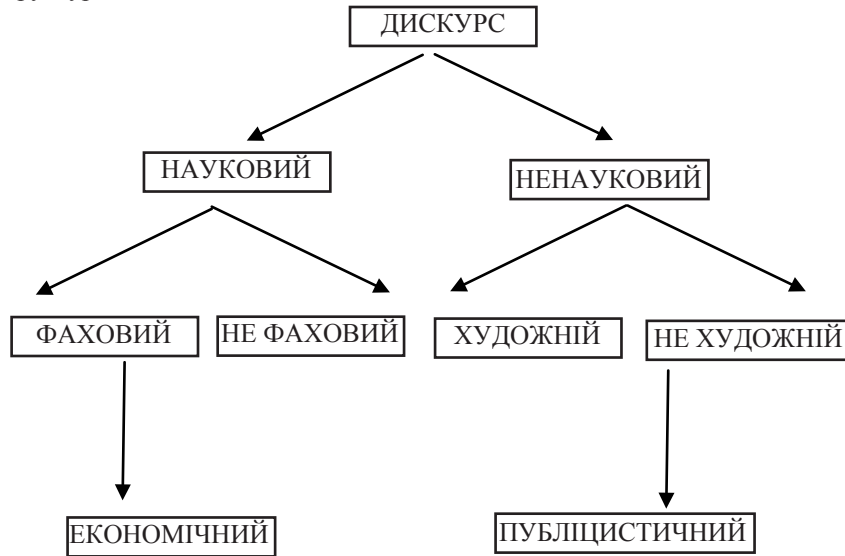 ДИСКУРС
НАУКОВИЙ
НЕНАУКОВИЙ
ФАХОВИЙ
НЕ ФАХОВИЙ
ХУДОЖНІЙ
НЕ ХУДОЖНІЙ
ЕКОНОМІЧНИЙ
ПУБЛІЦИСТИЧНИЙ